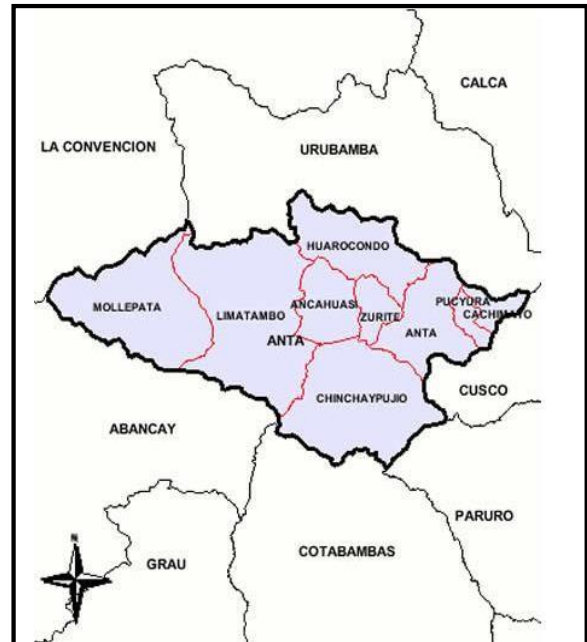 CALCA
LA CONVENCION
URUBAMBA
HUAROCONDO
MOLLEPATA
LIMATAMBO
ANCAHUASI
ZURITE
PUCYURA
CACHIMAYO
ANTA
ANTA
CHINCHAYPUJIO
CUSCO
ABANCAY
PARURO
COTABAMBAS
GRAU
N